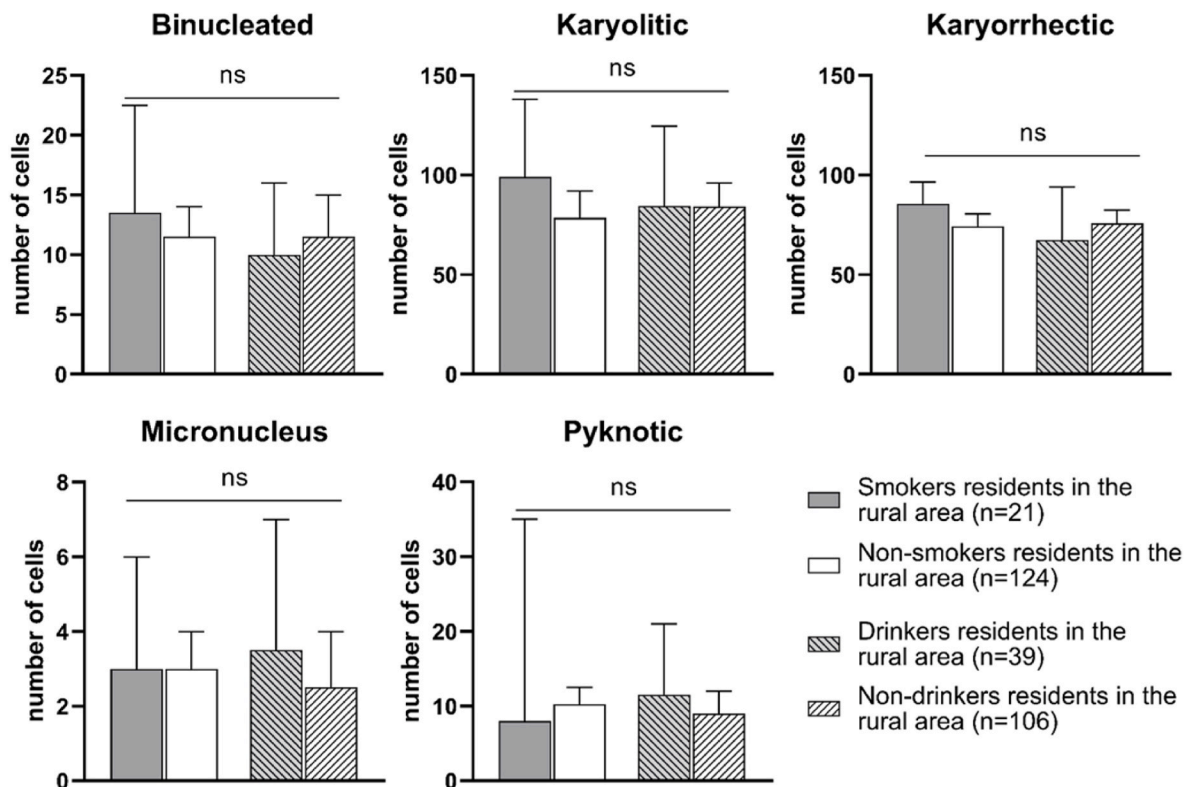 Binucleated
ns
number of cells
25
20
15
10
5
0
Karyolitic
ns
number of cells
150
100
50
0
Karyorrhectic
ns
number of cells
150
100
50
0
Micronucleus
ns
number of cells
8
6
4
2
0
Pyknotic
ns
number of cells
40
30
20
10
0
Smokers residents in the
rural area (n=21)
Non-smokers residents in the
rural area (n=124)
Drinkers residents in the
rural area (n=39)
Non-drinkers residents in the
rural area (n=106)